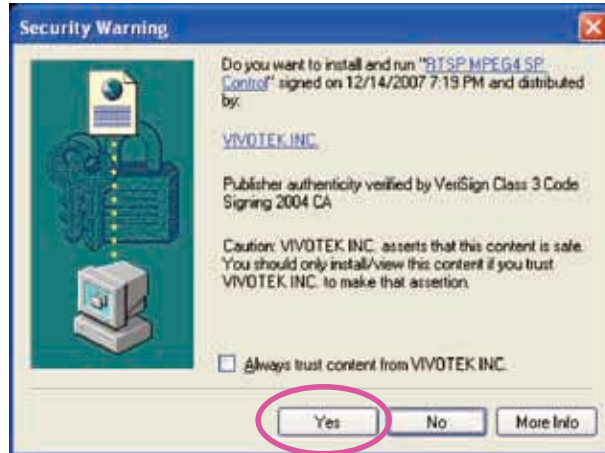 Security Warning
Do you want to install and run "RTSP MPEG4 SP
Control" signed on 12/14/2007 7:19 PM and distributed
by:
VIVOTEK INC.
Publisher authenticity verified by VeriSign Class 3 Code
Signing 2004 CA
Caution: VIVOTEK INC. asserts that this content is safe.
You should only install/view this content if you trust
VIVOTEK INC. to make that assertion.
Always trust content from VIVOTEK INC.
Yes No More Info